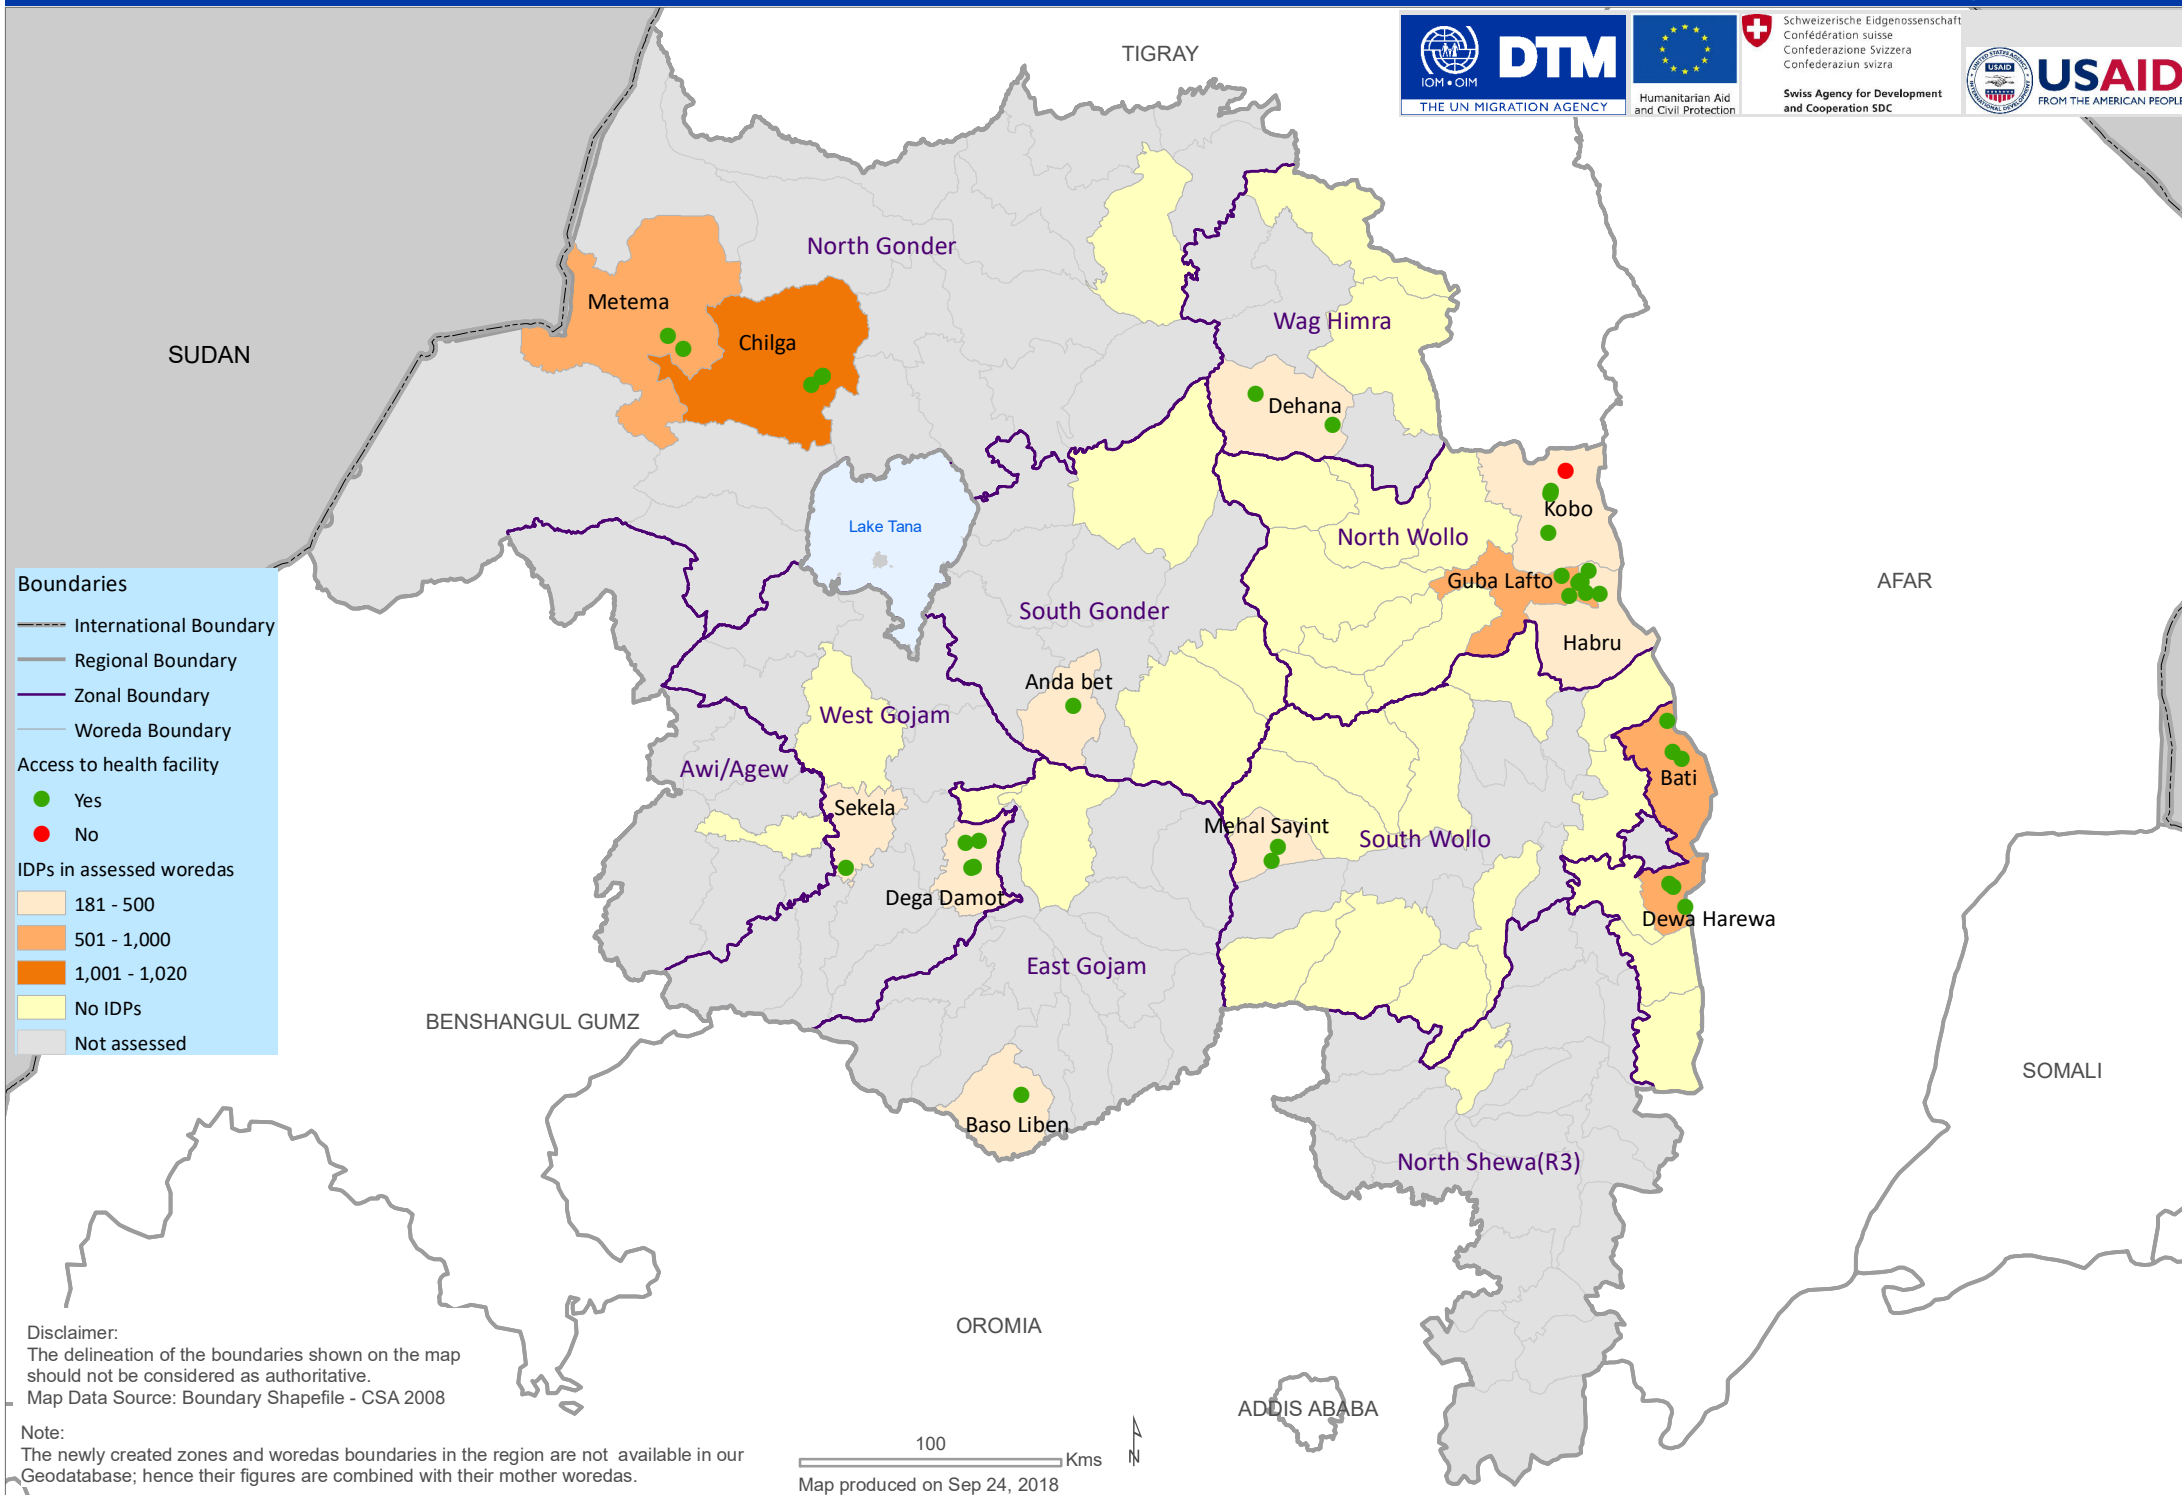 TIGRAY
IOM • OIM
DTM
THE UN MIGRATION AGENCY
Humanitarian Aid
and Civil Protection
Schweizerische Eidgenossenschaft
Confédération suisse
Confederazione Svizzera
Confederaziun svizra
Swiss Agency for Development
and Cooperation SDC
UNITED STATES AGENCY
USAID
INTERNATIONAL DEVELOPMENT
USAID
FROM THE AMERICAN PEOPLE
North Gonder
Metema
Chilga
Wag Himra
SUDAN
Dehana
Kobo
Lake Tana
North Wollo
Guba Lafto
AFAR
South Gonder
Habru
Anda bet
West Gojam
Awi/Agew
Bati
Sekela
Mehal Sayint
South Wollo
Dega Damot
Dewa Harewa
East Gojam
BENSHANGUL GUMZ
SOMALI
Baso Liben
North Shewa(R3)
OROMIA
ADDIS ABABA
Boundaries
International Boundary
Regional Boundary
Zonal Boundary
Woreda Boundary
Access to health facility
Yes
No
IDPs in assessed woredas
181 - 500
501 - 1,000
1,001 - 1,020
No IDPs
Not assessed
Disclaimer:
The delineation of the boundaries shown on the map
should not be considered as authoritative.
Map Data Source: Boundary Shapefile - CSA 2008
Note:
The newly created zones and woredas boundaries in the region are not  available in our
Geodatabase; hence their figures are combined with their mother woredas.
100
Kms
N
Map produced on Sep 24, 2018